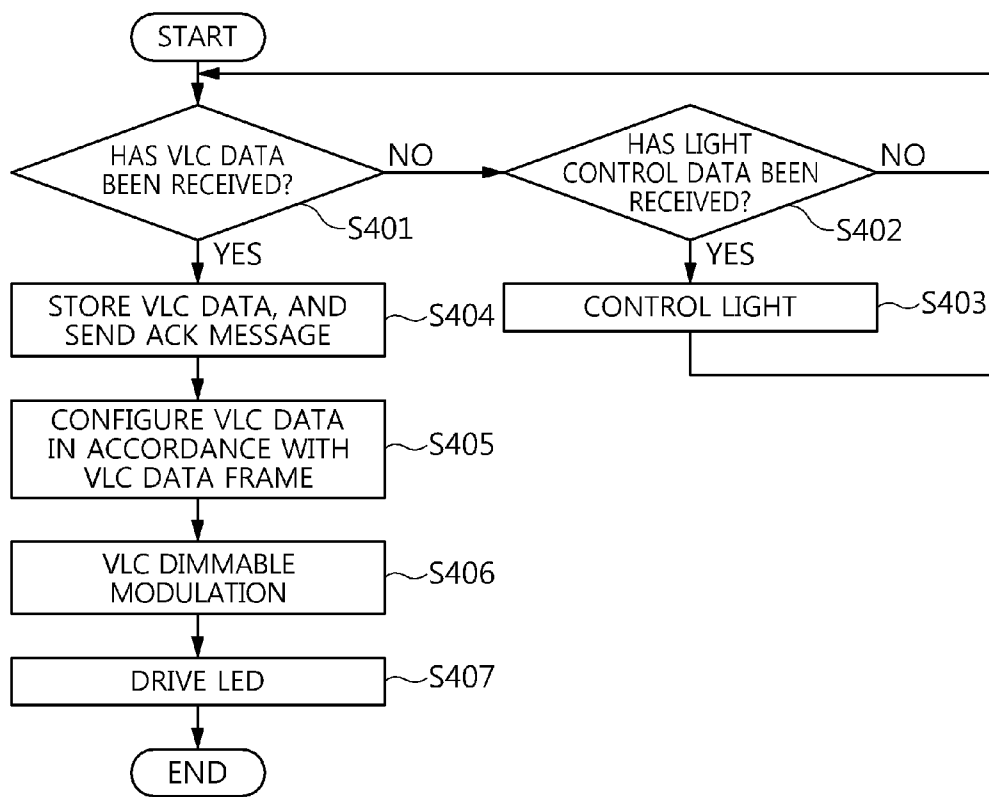 START
HAS VLC DATA
BEEN RECEIVED?
NO
S401
YES
HAS LIGHT
CONTROL DATA BEEN
RECEIVED?
NO
S402
YES
STORE VLC DATA, AND
SEND ACK MESSAGE
S404
CONTROL LIGHT
S403
CONFIGURE VLC DATA
IN ACCORDANCE WITH
VLC DATA FRAME
S405
VLC DIMMABLE
MODULATION
S406
DRIVE LED
S407
END